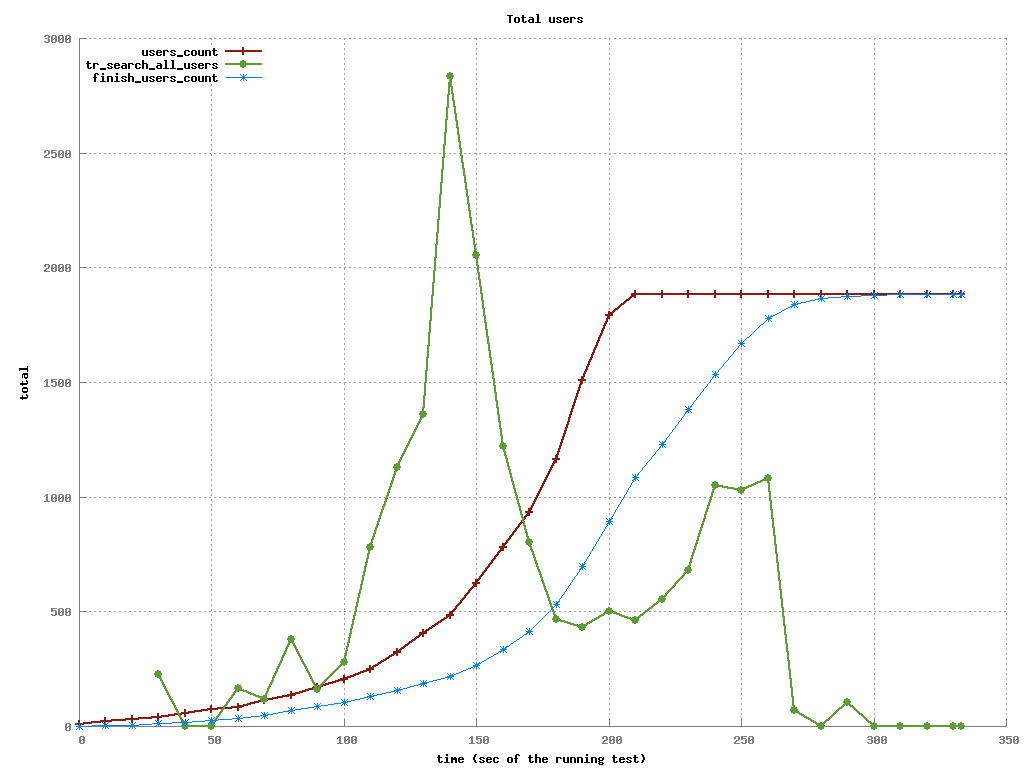 Total users
3000
users_count
tr_search_all_users
finish_users_count
2500
2000
1500
total
1000
500
0
0 50 100 150 200 250 300 350
time (sec of the running test)